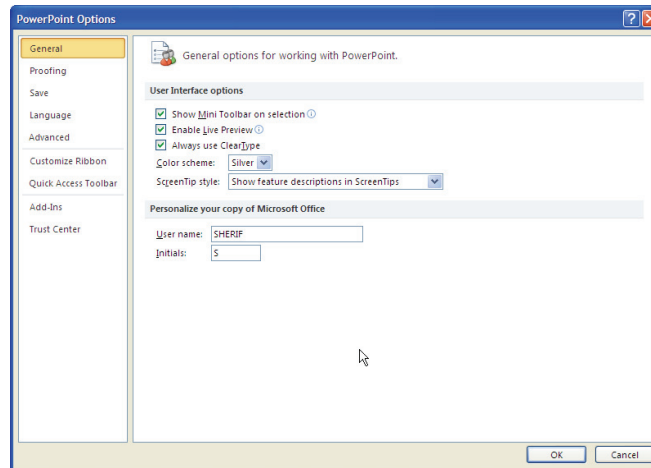 PowerPoint Options
General
Proofing
Save
Language
Advanced
Customize Ribbon
Quick Access Toolbar
Add-Ins
Trust Center
General options for working with PowerPoint.
User Interface options
Show Mini Toolbar on selection
Enable Live Preview
Always use ClearType
Color scheme: Silver
ScreenTip style: Show feature descriptions in ScreenTips
Personalize your copy of Microsoft Office
User name: SHERIF
Initials: S
OK Cancel